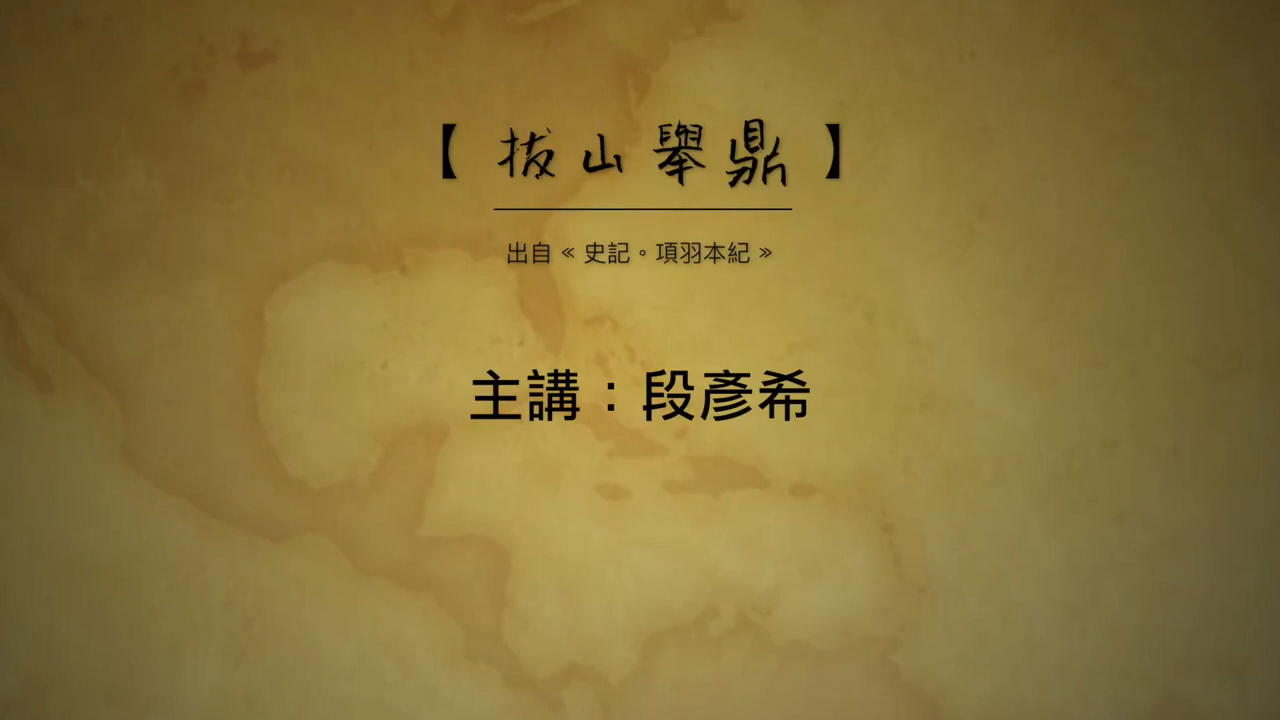 【 拔山舉鼎 】
出自 « 史記。項羽本紀 »
主講：段彥希